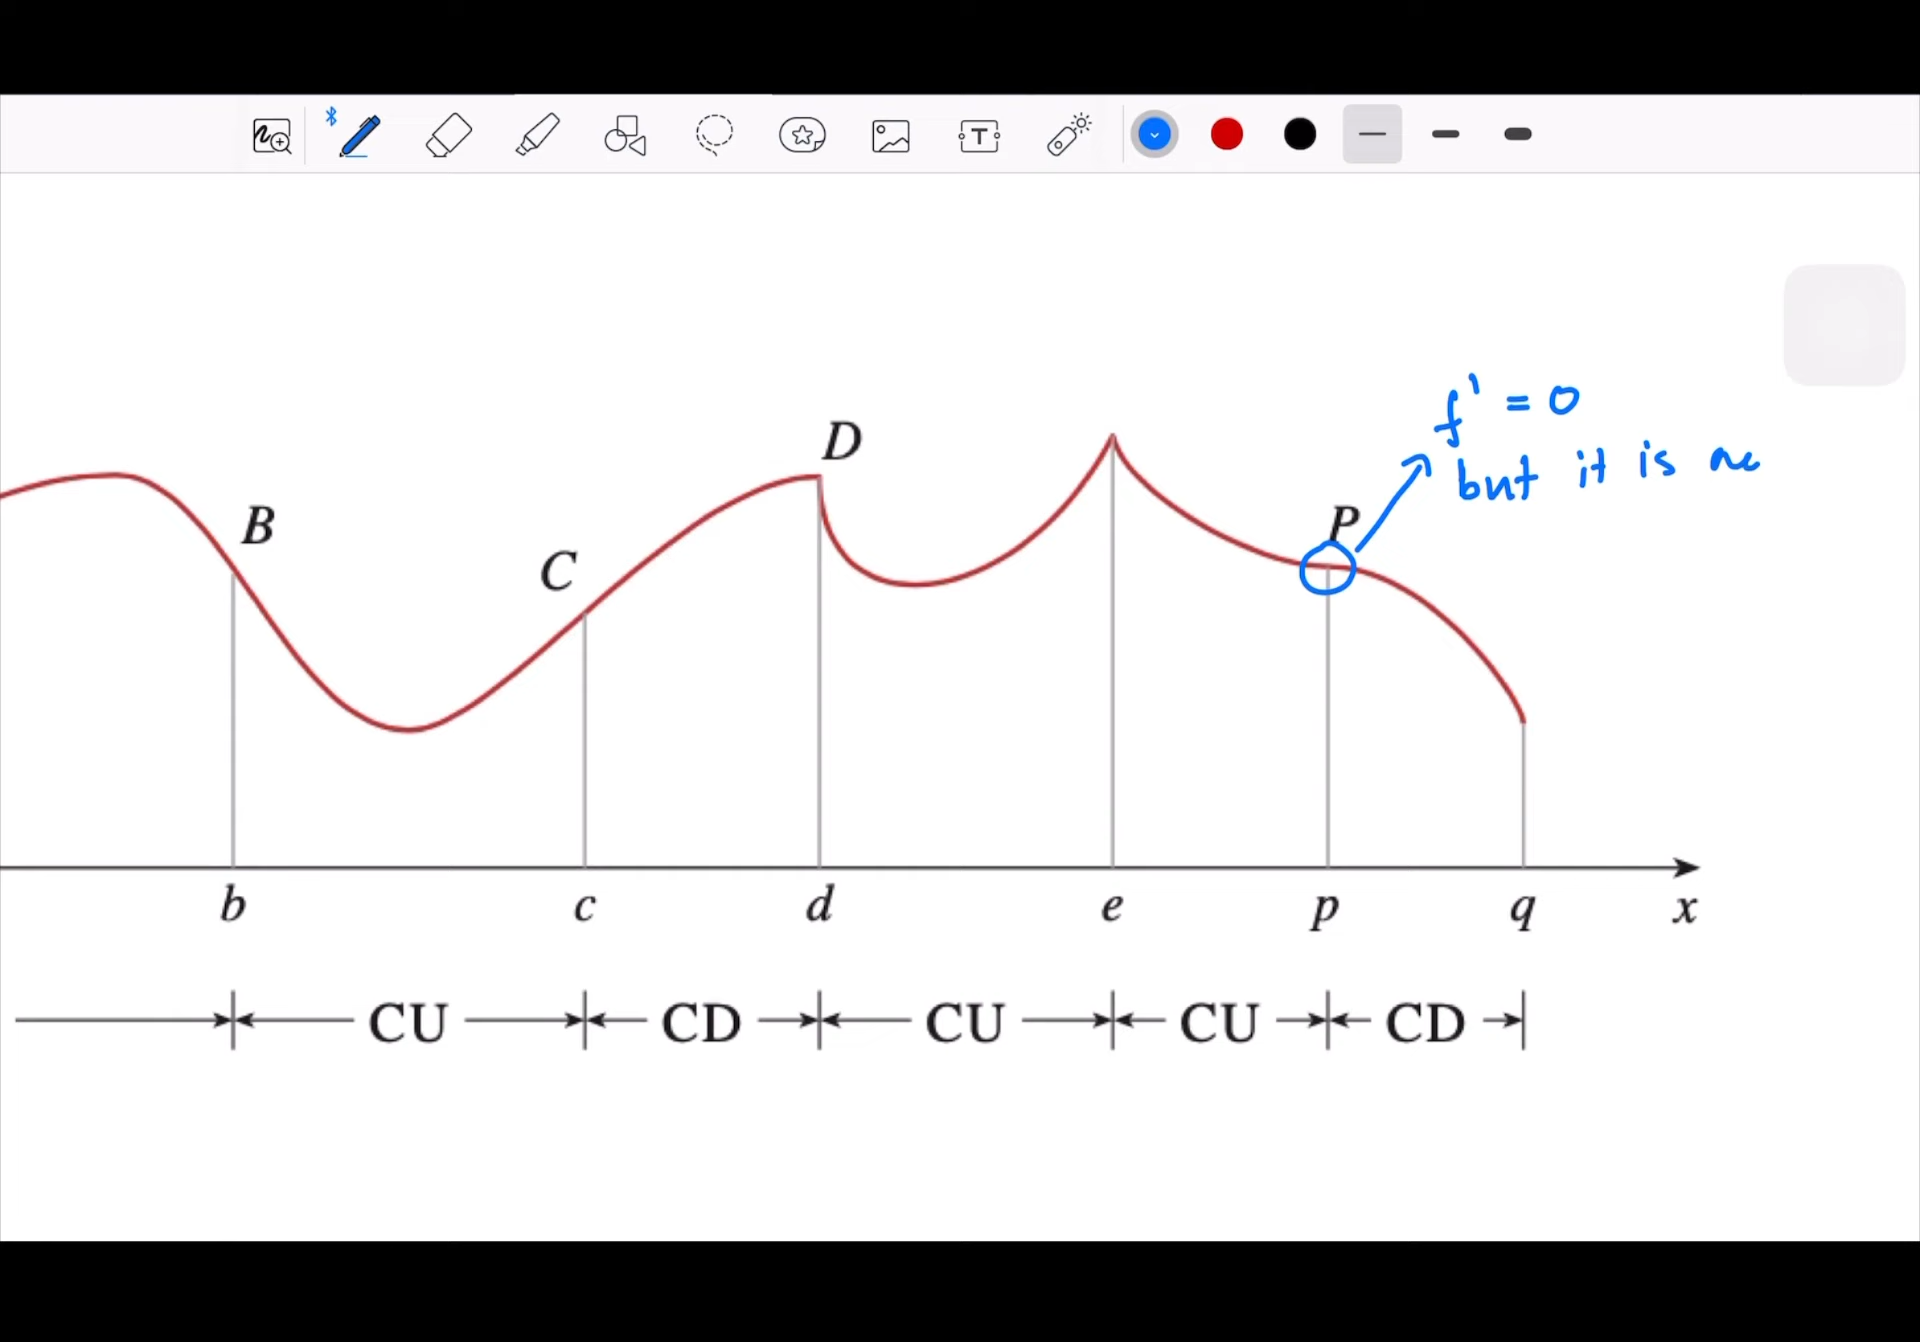 f' = 0
but it is
D
B
C
P
b c d e p q x
CU CD CU CU CD